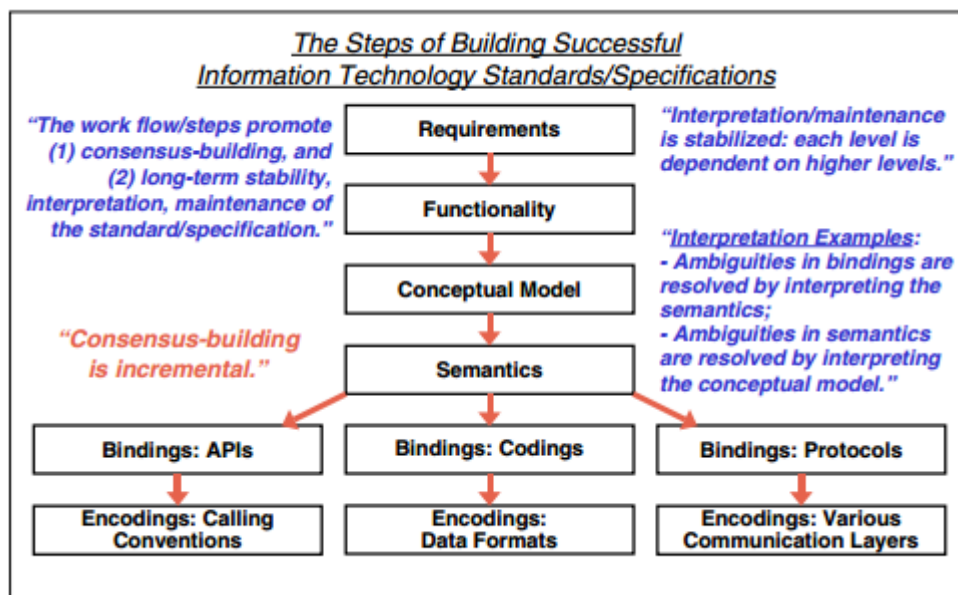 The Steps of Building Successful
Information Technology Standards/Specifications
“The work flow/steps promote
(1) consensus-building, and
(2) long-term stability,
interpretation, maintenance of
the standard/specification.”
Requirements
“Interpretation/maintenance
is stabilized: each level is
dependent on higher levels.”
Functionality
Conceptual Model
“Interpretation Examples:
- Ambiguities in bindings are
resolved by interpreting the
semantics;
- Ambiguities in semantics
are resolved by interpreting
the conceptual model.”
“Consensus-building
is incremental.”
Semantics
Bindings: APIs
Bindings: Codings
Bindings: Protocols
Encodings: Calling
Conventions
Encodings:
Data Formats
Encodings: Various
Communication Layers